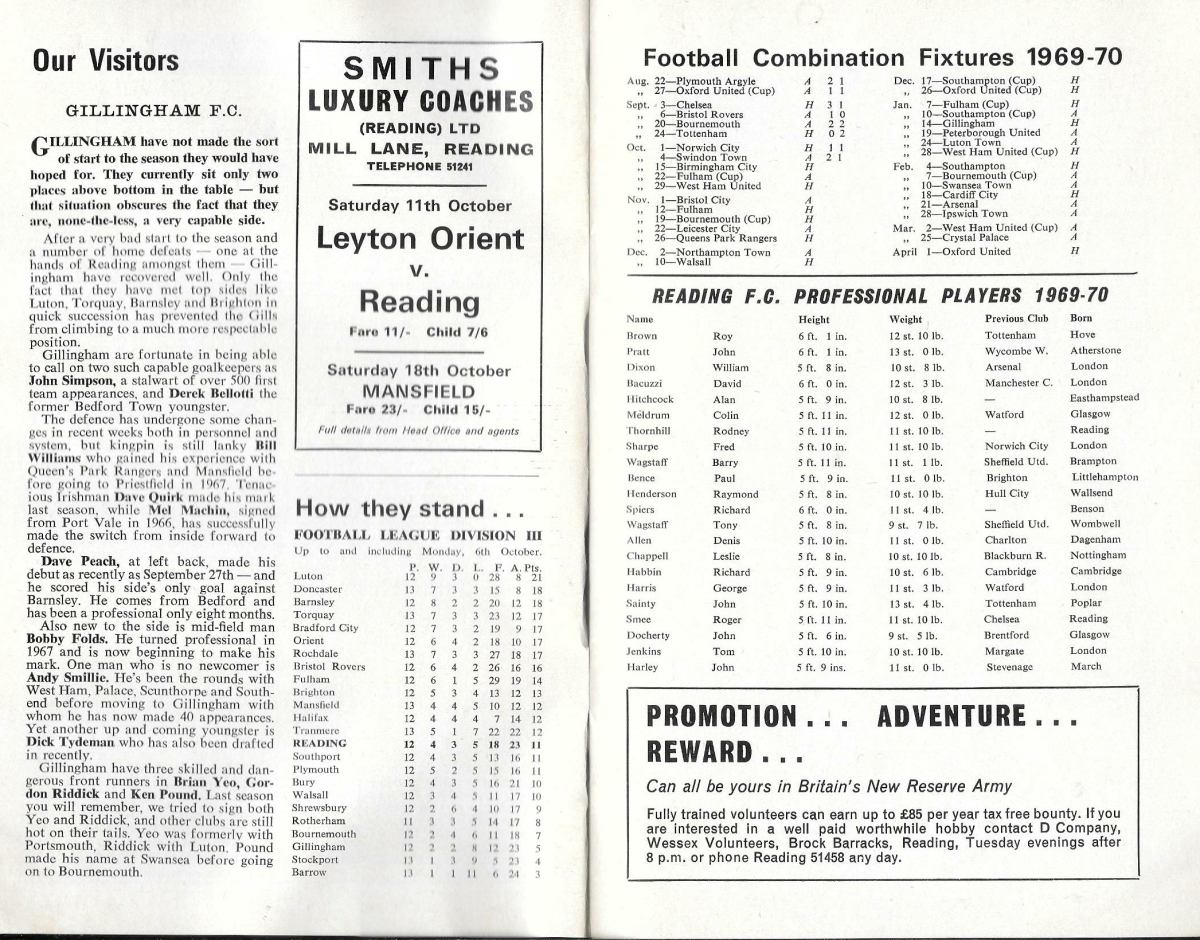 Our Visitors
GILLINGHAM F.C.
GILLINGHAM have not made the sort
of start to the season they would have
hoped for. They currently sit only two
places above bottom in the table — but
that situation obscures the fact that they
are, none-the-less, a very capable side.
After a very bad start to the season and
a number of home defeats — one at the
hands of Reading amongst them — Gill-
ingham have recovered well. Only the
fact that they have met top sides like
Luton, Torquay, Barnsley and Brighton in
quick succession has prevented the Gills
from climbing to a much more respectable
position.
Gillingham are fortunate in being able
to call on two such capable goalkeepers as
John Simpson, a stalwart of over 500 first
team appearances, and Derek Bellotti the
former Bedford Town youngster.
The defence has undergone some chan-
ges in recent weeks both in personnel and
system, but kingpin is still lanky Bill
Williams who gained his experience with
Queen's Park Rangers and Mansfield be-
fore going to Priestfield in 1967. Tenac-
ious Irishman Dave Quirk made his mark
last season, while Mel Machin, signed
from Port Vale in 1966, has successfully
made the switch from inside forward to
defence.
Dave Peach, at left back, made his
debut as recently as September 27th — and
he scored his side's only goal against
Barnsley. He comes from Bedford and
has been a professional only eight months.
Also new to the side is mid-field man
Bobby Folds. He turned professional in
1967 and is now beginning to make his
mark. One man who is no newcomer is
Andy Smillie. He's been the rounds with
West Ham, Palace, Scunthorpe and South-
end before moving to Gillingham with
whom he has now made 40 appearances.
Yet another up and coming youngster is
Dick Tydeman who has also been drafted
in recently.
Gillingham have three skilled and dan-
gerous front runners in Brian Yeo, Gor-
don Riddick and Ken Pound. Last season
you will remember, we tried to sign both
Yeo and Riddick, and other clubs are still
hot on their tails. Yeo was formerly with
Portsmouth, Riddick with Luton. Pound
made his name at Swansea before going
on to Bournemouth.
SMITHS
LUXURY COACHES
(READING) LTD
MILL LANE, READING
TELEPHONE 51241
Saturday 11th October
Leyton Orient
v.
Reading
Fare 11/- Child 7/6
Saturday 18th October
MANSFIELD
Fare 23/- Child 15/-
Full details from Head Office and agents
How they stand . . .
FOOTBALL LEAGUE DIVISION III
Up to and including Monday, 6th October.
P. W. D. L. F. A. Pts.
Luton 12 9 3 0 28 8 21
Doncaster 13 7 3 3 15 8 18
Barnsley 12 8 2 2 20 12 18
Torquay 13 7 3 3 23 12 17
Bradford City 12 7 3 2 19 9 17
Orient 12 6 4 2 18 10 17
Rochdale 13 7 3 3 27 18 17
Bristol Rovers 12 6 4 2 26 16 16
Fulham 12 6 1 5 29 19 14
Brighton 12 5 3 4 13 12 13
Mansfield 13 4 4 5 10 12 12
Halifax 12 4 4 4 7 14 12
Tranmere 13 5 1 7 22 22 12
READING 12 4 3 5 18 23 11
Southport 12 4 3 5 13 16 11
Plymouth 12 5 2 5 15 16 11
Bury 12 4 3 5 16 21 10
Walsall 12 3 4 5 11 17 10
Shrewsbury 12 2 6 4 10 17 9
Rotherham 11 3 3 5 14 17 8
Bournemouth 12 2 4 6 11 18 7
Gillingham 12 2 2 8 12 23 5
Stockport 13 1 3 9 5 23 4
Barrow 13 1 1 11 6 24 3
Football Combination Fixtures 1969-70
Aug. 22—Plymouth Argyle A 2 1
„ 27—Oxford United (Cup) A 1 1
Sept. 3—Chelsea H 3 1
„ 6—Bristol Rovers A 1 0
„ 20—Bournemouth A 2 2
„ 24—Tottenham H 0 2
Oct. 1—Norwich City H 1 1
„ 4—Swindon Town A 2 1
„ 15—Birmingham City H
„ 22—Fulham (Cup) A
„ 29—West Ham United H
Nov. 1—Bristol City A
„ 12—Fulham H
„ 19—Bournemouth (Cup) H
„ 22—Leicester City A
„ 26—Queens Park Rangers H
Dec. 2—Northampton Town A
„ 10—Walsall H
Dec. 17—Southampton (Cup) H
„ 26—Oxford United (Cup) H
Jan. 7—Fulham (Cup) H
„ 10—Southampton (Cup) A
„ 14—Gillingham H
„ 19—Peterborough United A
„ 24—Luton Town A
„ 28—West Ham United (Cup) H
Feb. 4—Southampton H
„ 7—Bournemouth (Cup) A
„ 10—Swansea Town A
„ 18—Cardiff City H
„ 21—Arsenal A
„ 28—Ipswich Town A
Mar. 2—West Ham United (Cup) A
„ 25—Crystal Palace A
April 1—Oxford United H
READING F.C. PROFESSIONAL PLAYERS 1969-70
Name Height Weight Previous Club Born
Brown Roy 6 ft. 1 in. 12 st. 10 lb. Tottenham Hove
Pratt John 6 ft. 1 in. 13 st. 0 lb. Wycombe W. Atherstone
Dixon William 5 ft. 8 in. 10 st. 8 lb. Arsenal London
Bacuzzi David 6 ft. 0 in. 12 st. 3 lb. Manchester C. London
Hitchcock Alan 5 ft. 9 in. 10 st. 8 lb. — Easthampstead
Meldrum Colin 5 ft. 11 in. 12 st. 0 lb. Watford Glasgow
Thornhill Rodney 5 ft. 11 in. 11 st. 10 lb. — Reading
Sharpe Fred 5 ft. 10 in. 11 st. 10 lb. Norwich City London
Wagstaff Barry 5 ft. 11 in. 11 st. 1 lb. Sheffield Utd. Brampton
Bence Paul 5 ft. 9 in. 11 st. 0 lb. Brighton Littlehampton
Henderson Raymond 5 ft. 8 in. 10 st. 10 lb. Hull City Wallsend
Spiers Richard 6 ft. 0 in. 11 st. 4 lb. — Benson
Wagstaff Tony 5 ft. 8 in. 9 st. 7 lb. Sheffield Utd. Wombwell
Allen Denis 5 ft. 10 in. 11 st. 0 lb. Charlton Dagenham
Chappell Leslie 5 ft. 8 in. 10 st. 10 lb. Blackburn R. Nottingham
Habbin Richard 5 ft. 9 in. 10 st. 6 lb. Cambridge Cambridge
Harris George 5 ft. 9 in. 11 st. 3 lb. Watford London
Sainty John 5 ft. 10 in. 13 st. 4 lb. Tottenham Poplar
Smee Roger 5 ft. 11 in. 11 st. 10 lb. Chelsea Reading
Docherty John 5 ft. 6 in. 9 st. 5 lb. Brentford Glasgow
Jenkins Tom 5 ft. 10 in. 10 st. 10 lb. Margate London
Harley John 5 ft. 9 ins. 11 st. 0 lb. Stevenage March
PROMOTION . . . ADVENTURE . . .
REWARD . . .
Can all be yours in Britain's New Reserve Army
Fully trained volunteers can earn up to £85 per year tax free bounty. If you
are interested in a well paid worthwhile hobby contact D Company,
Wessex Volunteers, Brock Barracks, Reading, Tuesday evenings after
8 p.m. or phone Reading 51458 any day.